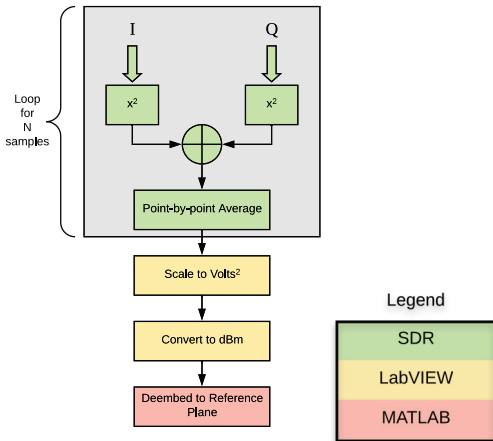 I
Q
x²
x²
Loop
for
N
samples
Point-by-point Average
Scale to Volts²
Convert to dBm
Deembed to Reference
Plane
Legend
SDR
LabVIEW
MATLAB